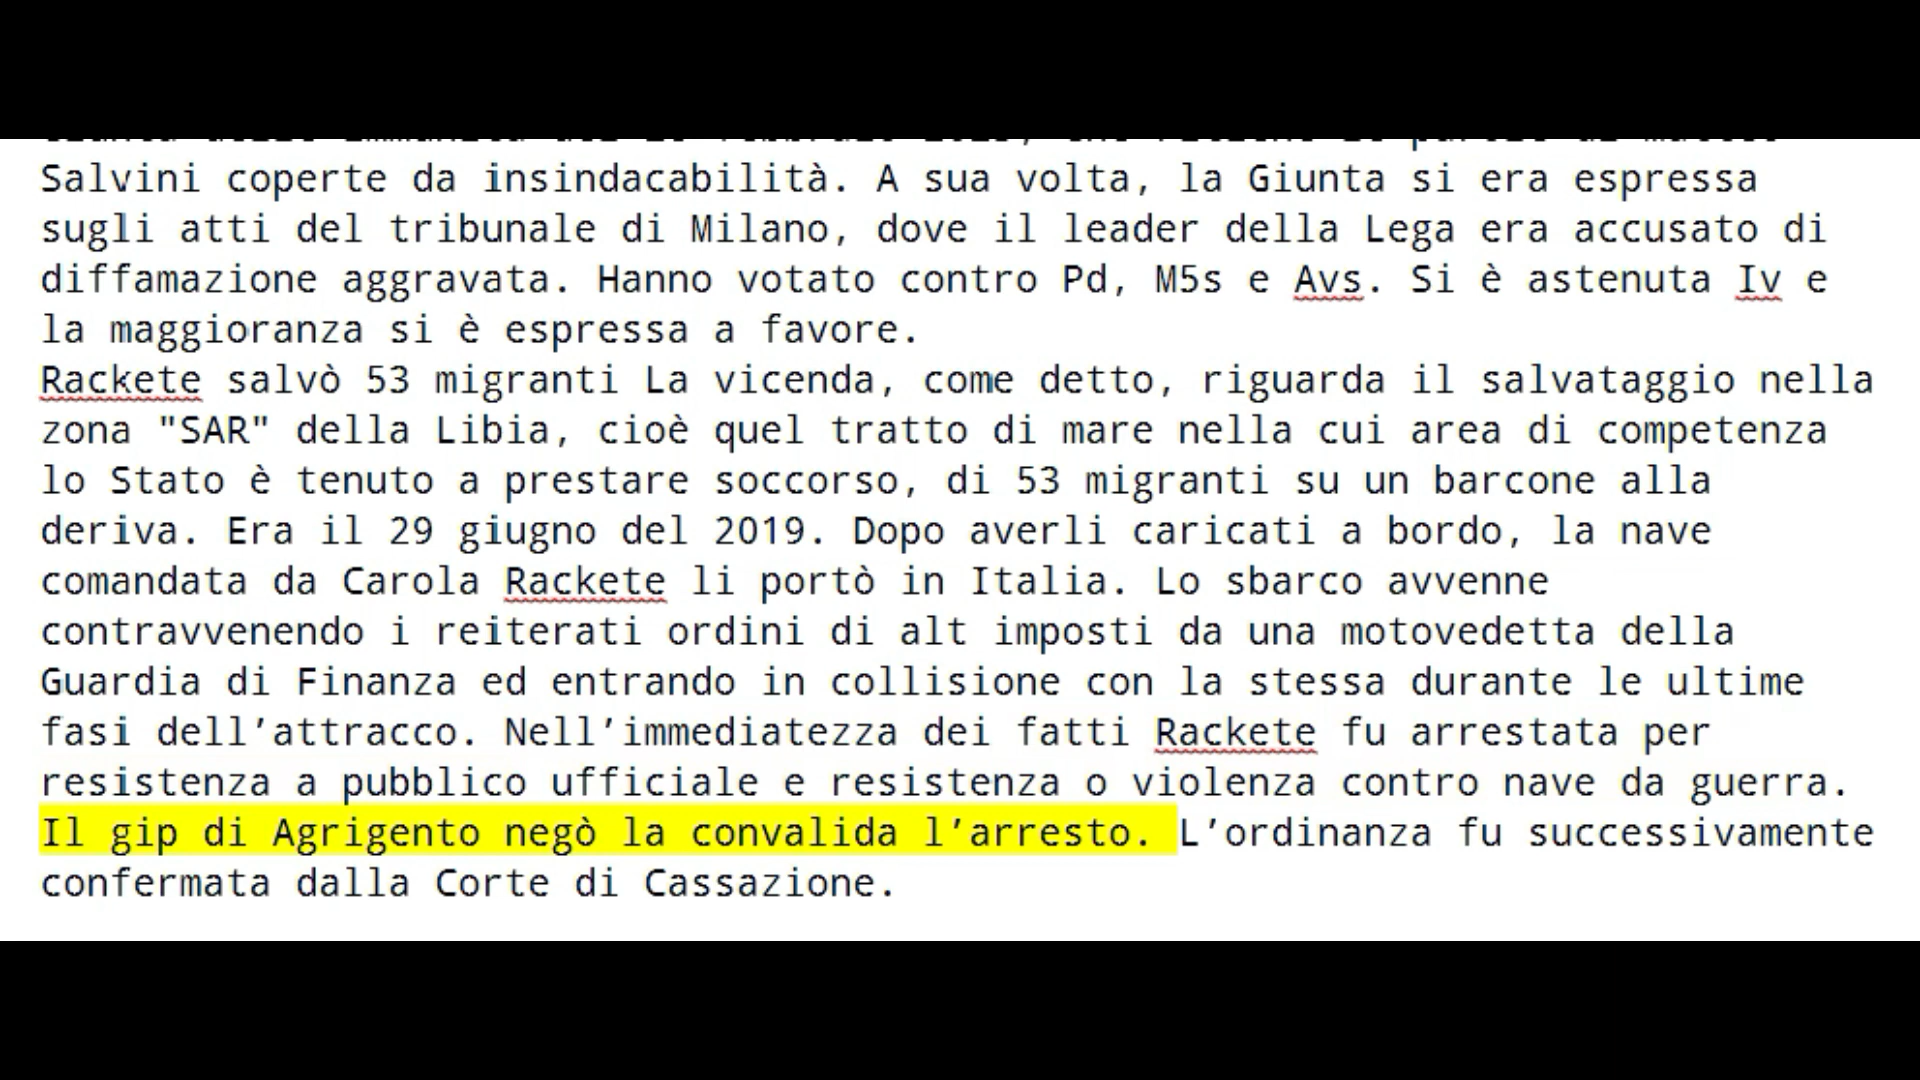 Salvini coperte da insindacabilità. A sua volta, la Giunta si era espressa
sugli atti del tribunale di Milano, dove il leader della Lega era accusato di
diffamazione aggravata. Hanno votato contro Pd, M5s e Avs. Si è astenuta Iv e
la maggioranza si è espressa a favore.
Rackete salvò 53 migranti La vicenda, come detto, riguarda il salvataggio nella
zona "SAR" della Libia, cioè quel tratto di mare nella cui area di competenza
lo Stato è tenuto a prestare soccorso, di 53 migranti su un barcone alla
deriva. Era il 29 giugno del 2019. Dopo averli caricati a bordo, la nave
comandata da Carola Rackete li portò in Italia. Lo sbarco avvenne
contravvenendo i reiterati ordini di alt imposti da una motovedetta della
Guardia di Finanza ed entrando in collisione con la stessa durante le ultime
fasi dell’attracco. Nell’immediatezza dei fatti Rackete fu arrestata per
resistenza a pubblico ufficiale e resistenza o violenza contro nave da guerra.
Il gip di Agrigento negò la convalida l’arresto. L’ordinanza fu successivamente
confermata dalla Corte di Cassazione.